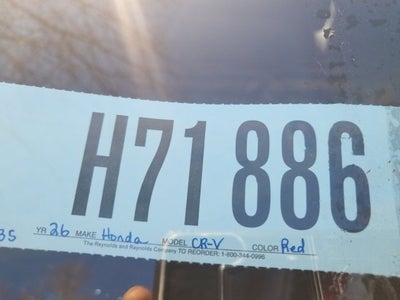 H71 886
35 YR 26 MAKE Honda MODEL CR-V COLOR Red
The Reynolds and Reynolds Company TO REORDER: 1-800-344-0996